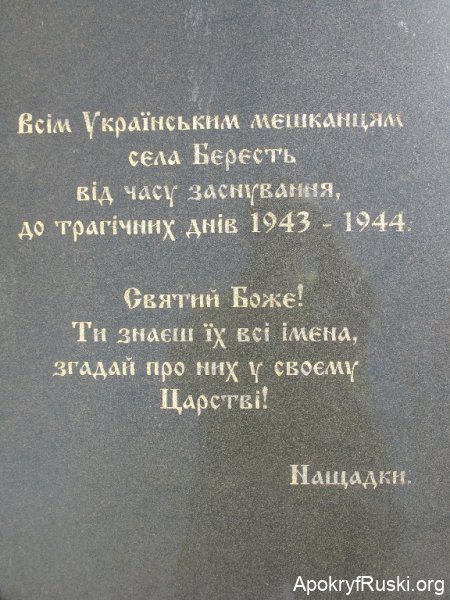 Всім Українським мешканцям
села Бересть
від часу заснування,
до трагічних днів 1943 - 1944.
Святий Боже!
Ти знаєш їх всі імена,
згадай про них у своєму
Царстві!
Нащадки.
ApokryfRuski.org